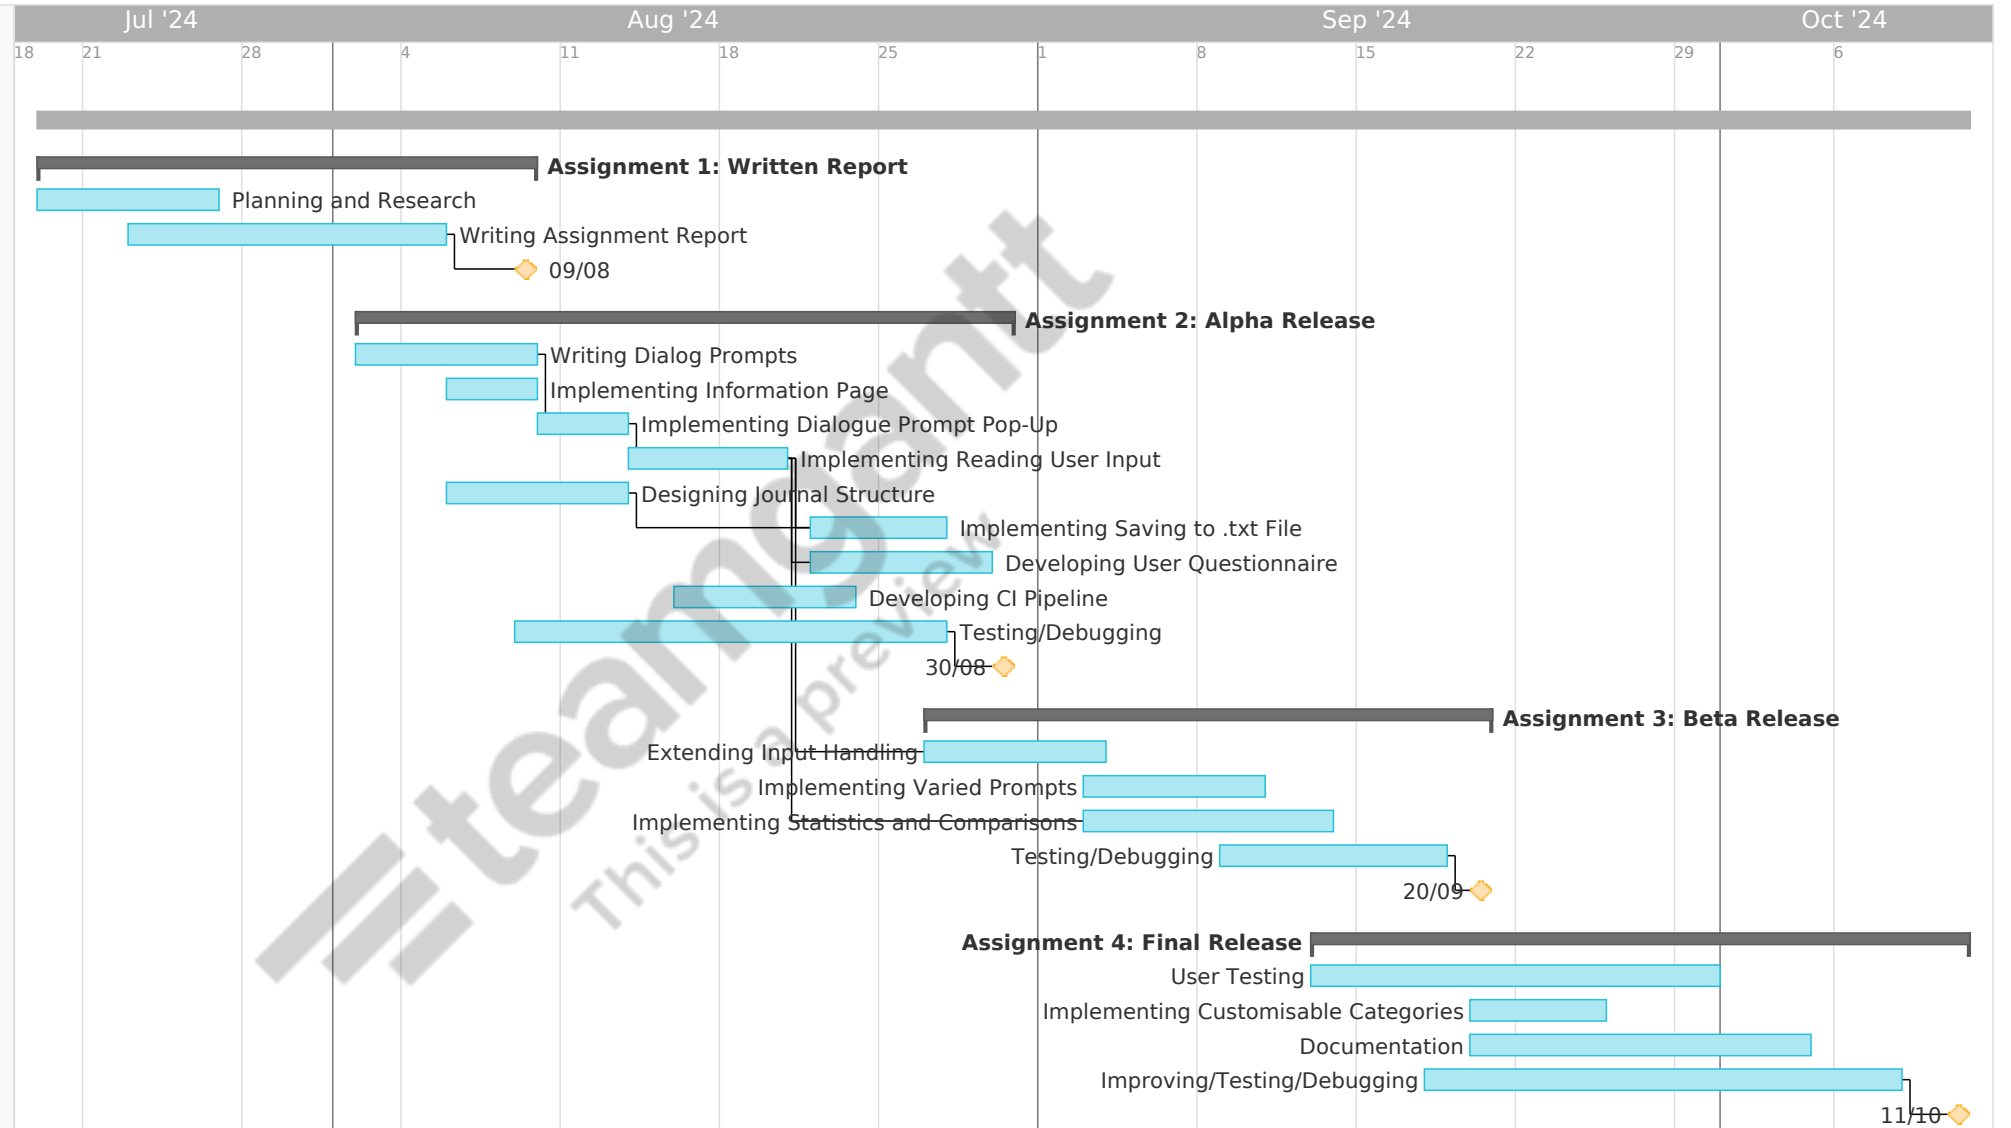 Jul '24 Aug '24 Sep '24 Oct '24
18 21 28 4 11 18 25 1 8 15 22 29 6
Assignment 1: Written Report
Planning and Research
Writing Assignment Report
09/08
Assignment 2: Alpha Release
Writing Dialog Prompts
Implementing Information Page
Implementing Dialogue Prompt Pop-Up
Implementing Reading User Input
Designing Journal Structure
Implementing Saving to .txt File
Developing User Questionnaire
Developing CI Pipeline
Testing/Debugging
30/08
Assignment 3: Beta Release
Extending Input Handling
Implementing Varied Prompts
Implementing Statistics and Comparisons
Testing/Debugging
20/09
Assignment 4: Final Release
User Testing
Implementing Customisable Categories
Documentation
Improving/Testing/Debugging
11/10
teamgantt
This is a preview